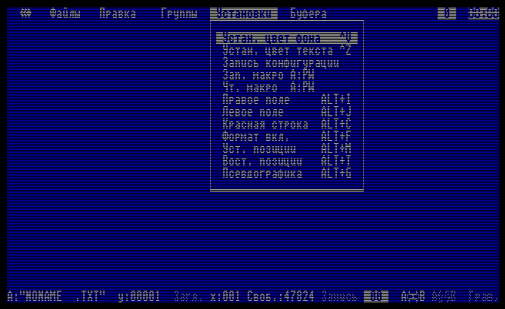 Файлы Правка Группы Установки Буфера
Устан. цвет фона ^V
Устан. цвет текста ^Z
Запись конфигурации
Зап. макро A:PW
Чт. макро A:PW
Правое поле ALT+I
Левое поле ALT+J
Красная строка ALT+C
Формат вкл. ALT+F
Уст. позиции ALT+M
Вост. позиции ALT+T
Псевдографика ALT+G
A:"NONAME .TXT" y:00001 Загл. x:001 Своб.:47024 Запись